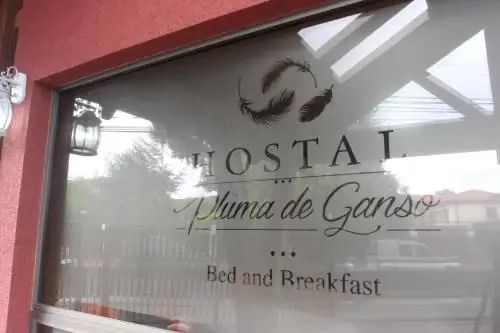 HOSTAL
Pluma de Ganso
Bed and Breakfast